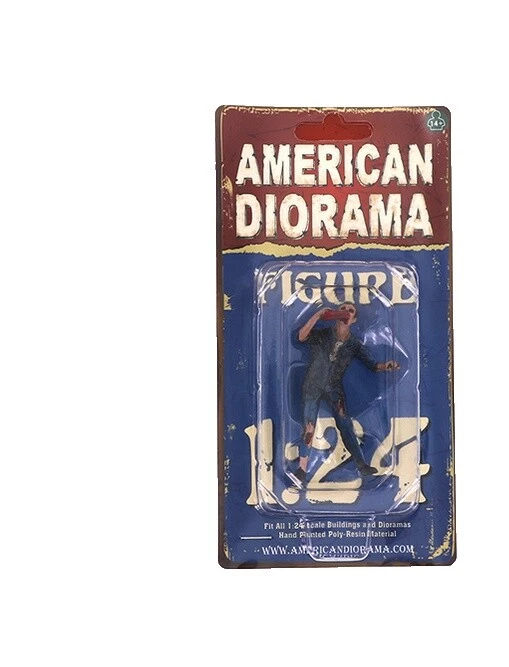 14+
AMERICAN
DIORAMA
FIGURE
1:24
Fit All 1:24 Scale Buildings and Dioramas
Hand Painted Poly-Resin Material
WWW.AMERICANDIORAMA.COM